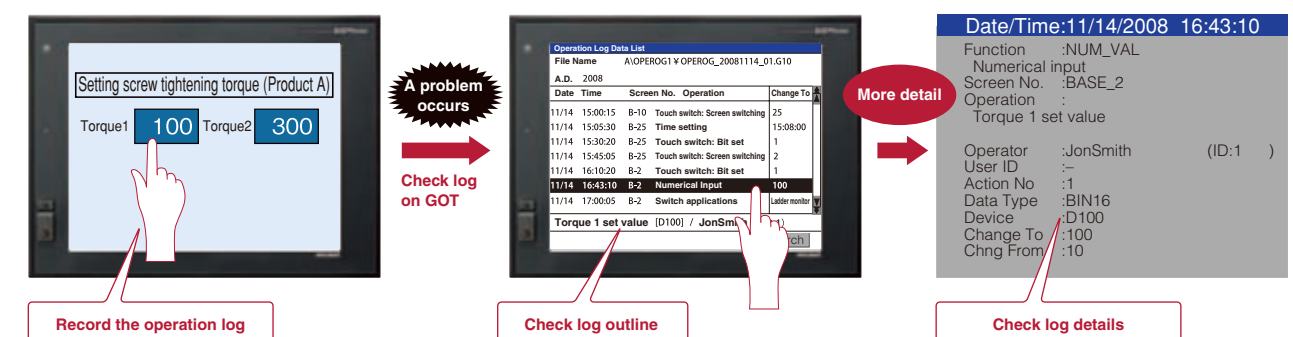 Setting screw tightening torque (Product A)
Torque1 100 Torque2 300
Record the operation log
A problem
occurs
Check log
on GOT
Operation Log Data List
File Name A\OPEROG1¥OPEROG_20081114_01.G10
A.D. 2008
Date Time Screen No. Operation Change To
11/14 15:00:15 B-10 Touch switch: Screen switching 25
11/14 15:05:30 B-25 Time setting 15:08:00
11/14 15:30:20 B-25 Touch switch: Bit set 1
11/14 15:45:05 B-25 Touch switch: Screen switching 2
11/14 16:10:20 B-2 Touch switch: Bit set 1
11/14 16:43:10 B-2 Numerical Input 100
11/14 17:00:05 B-2 Switch applications Ladder monitor
Torque 1 set value [D100] /
Check log outline
More detail
Date/Time:11/14/2008 16:43:10
Function :NUM_VAL
Numerical input
Screen No. :BASE_2
Operation :
Torque 1 set value
Operator :JonSmith (ID:1 )
User ID :–
Action No :1
Data Type :BIN16
Device :D100
Change To :100
Chng From :10
Check log details